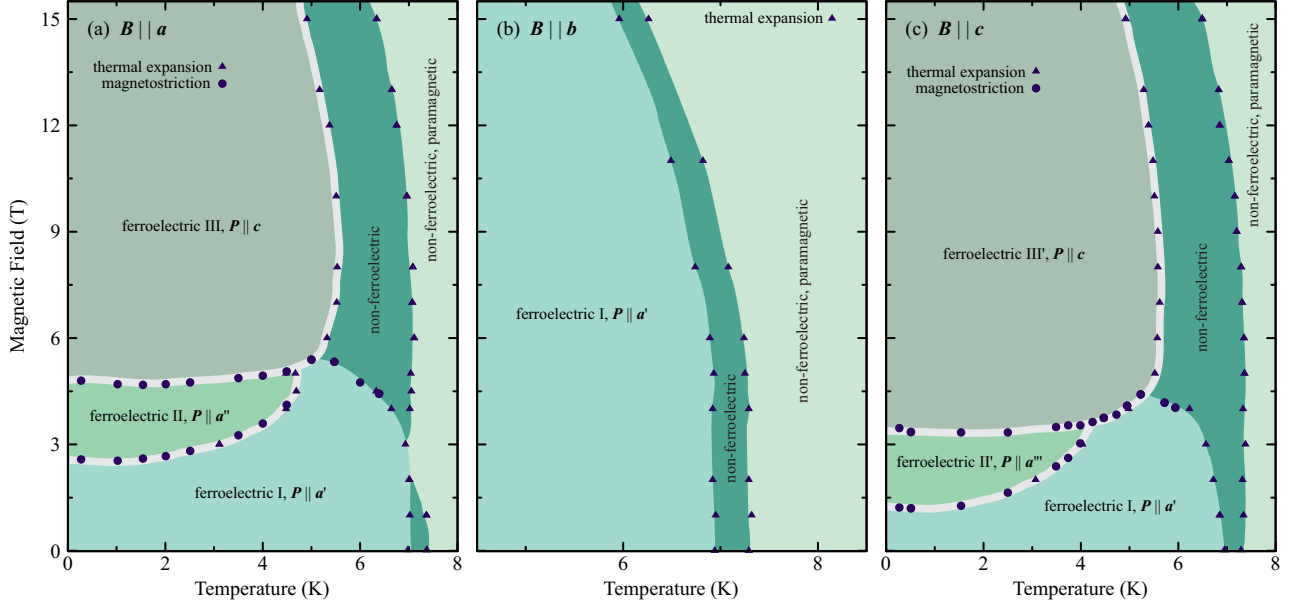 (a) B || a
thermal expansion
magnetostriction
ferroelectric III, P || c
non-ferroelectric
non-ferroelectric, paramagnetic
ferroelectric II, P || a''
ferroelectric I, P || a'
Magnetic Field (T)
15
12
9
6
3
0
0 2 4 6 8
Temperature (K)
(b) B || b
thermal expansion
ferroelectric I, P || a'
non-ferroelectric
non-ferroelectric, paramagnetic
6 8
Temperature (K)
(c) B || c
thermal expansion
magnetostriction
ferroelectric III', P || c
non-ferroelectric
non-ferroelectric, paramagnetic
ferroelectric II', P || a'''
ferroelectric I, P || a'
0 2 4 6 8
Temperature (K)